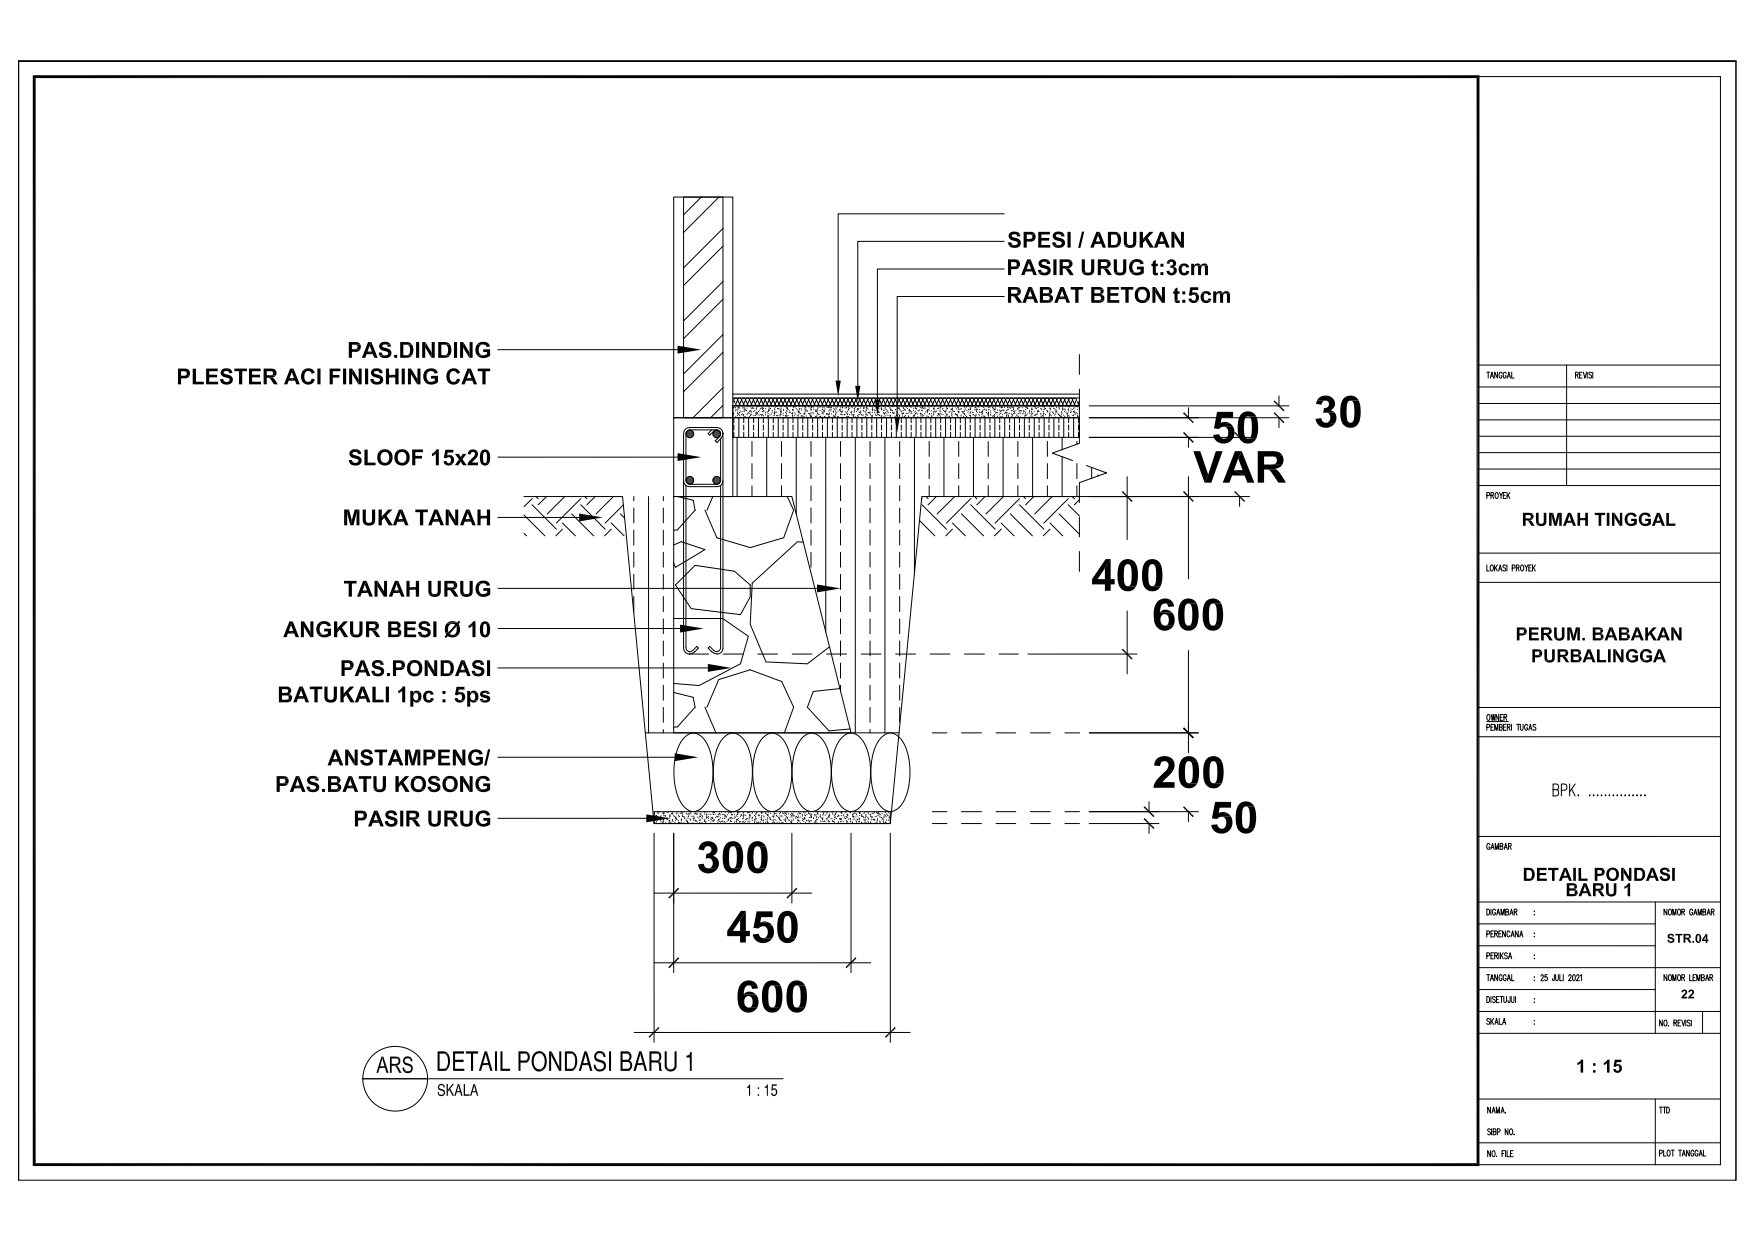 SPESI / ADUKAN
PASIR URUG t:3cm
RABAT BETON t:5cm
PAS.DINDING
PLESTER ACI FINISHING CAT
SLOOF 15x20
MUKA TANAH
TANAH URUG
ANGKUR BESI Ø 10
PAS.PONDASI
BATUKALI 1pc : 5ps
ANSTAMPENG/
PAS.BATU KOSONG
PASIR URUG
30
50
VAR
400
600
200
50
300
450
600
ARS
DETAIL PONDASI BARU 1
SKALA 1 : 15
TANGGAL REVISI
PROYEK
RUMAH TINGGAL
LOKASI PROYEK
PERUM. BABAKAN
PURBALINGGA
OWNER
PEMBERI TUGAS
BPK. ...............
GAMBAR
DETAIL PONDASI
BARU 1
DIGAMBAR :
NOMOR GAMBAR
PERENCANA :
STR.04
PERIKSA :
TANGGAL : 25 JULI 2021
NOMOR LEMBAR
DISETUJUI :
22
SKALA :
NO. REVISI
1 : 15
NAMA.
TTD
SIBP NO.
NO. FILE
PLOT TANGGAL